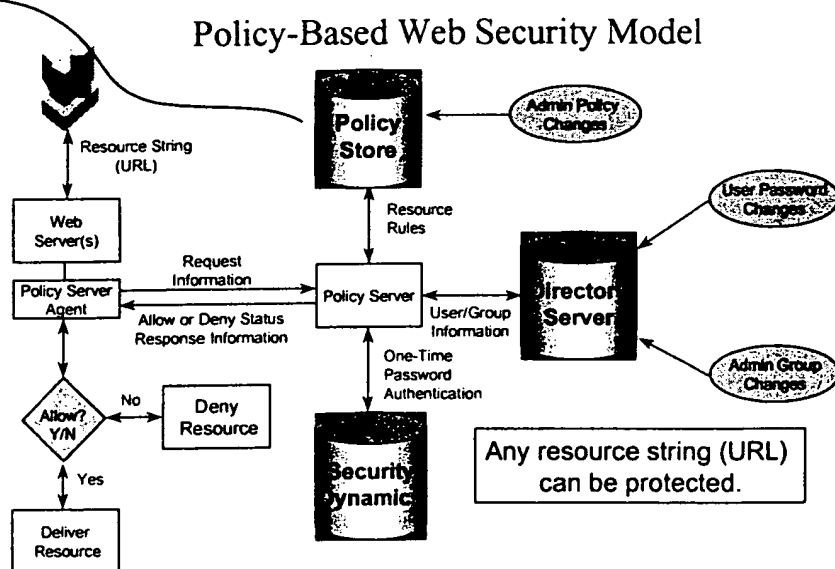 Policy-Based Web Security Model
Resource String
(URL)
Policy
Store
Admin Policy
Changes
Resource
Rules
User Password
Changes
Web
Server(s)
Request
Information
Policy Server
Agent
Policy Server
Allow or Deny Status
Response Information
User/Group
Information
Director
Server
One-Time
Password
Authentication
Admin Group
Changes
Allow?
Y/N
No
Deny
Resource
Yes
Security
Dynamic
Any resource string (URL)
can be protected.
Deliver
Resource